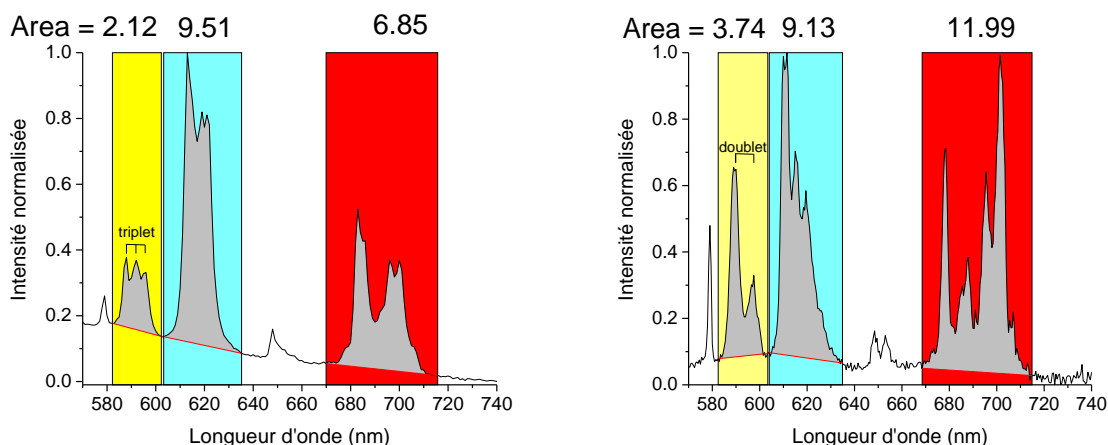 Area = 2.12 9.51 6.85
1.0
0.8
0.6
0.4
0.2
0.0
Intensité normalisée
triplet
580 600 620 640 660 680 700 720 740
Longueur d'onde (nm)
Area = 3.74 9.13 11.99
1.0
0.8
0.6
0.4
0.2
0.0
Intensité normalisée
doublet
580 600 620 640 660 680 700 720 740
Longueur d'onde (nm)